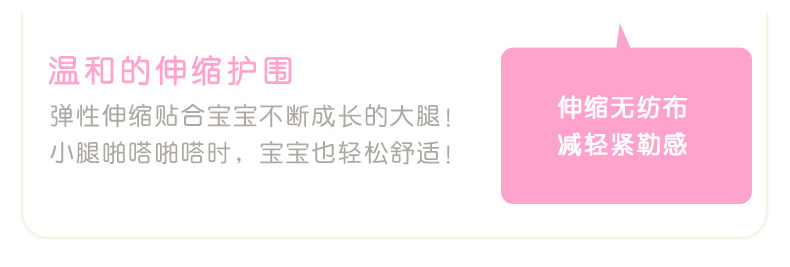 温和的伸缩护围
弹性伸缩贴合宝宝不断成长的大腿！
小腿啪嗒啪嗒时，宝宝也轻松舒适！
伸缩无纺布
减轻紧勒感